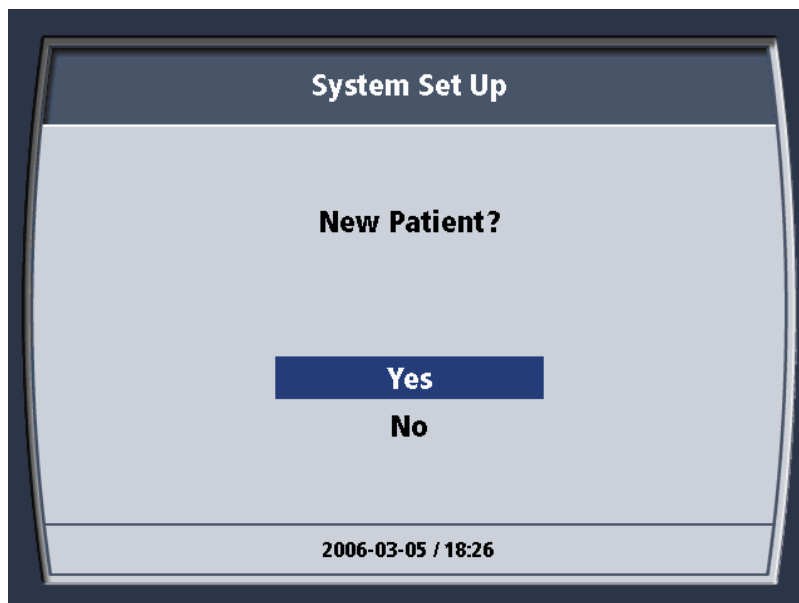 System Set Up
New Patient?
Yes
No
2006-03-05 / 18:26